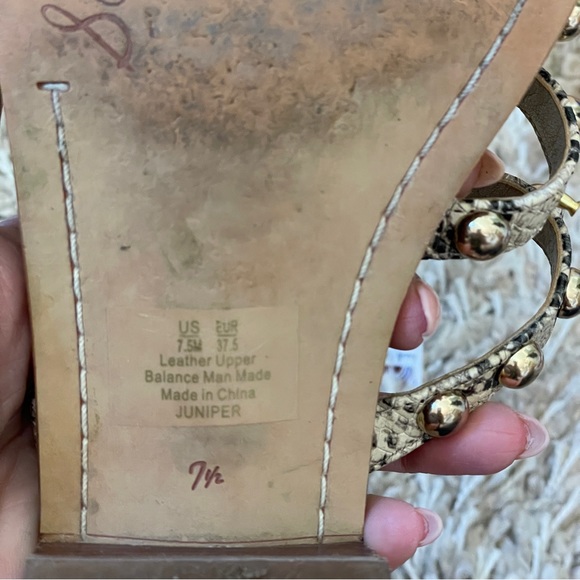 US EUR
7.5M 37.5
Leather Upper
Balance Man Made
Made in China
JUNIPER
7½